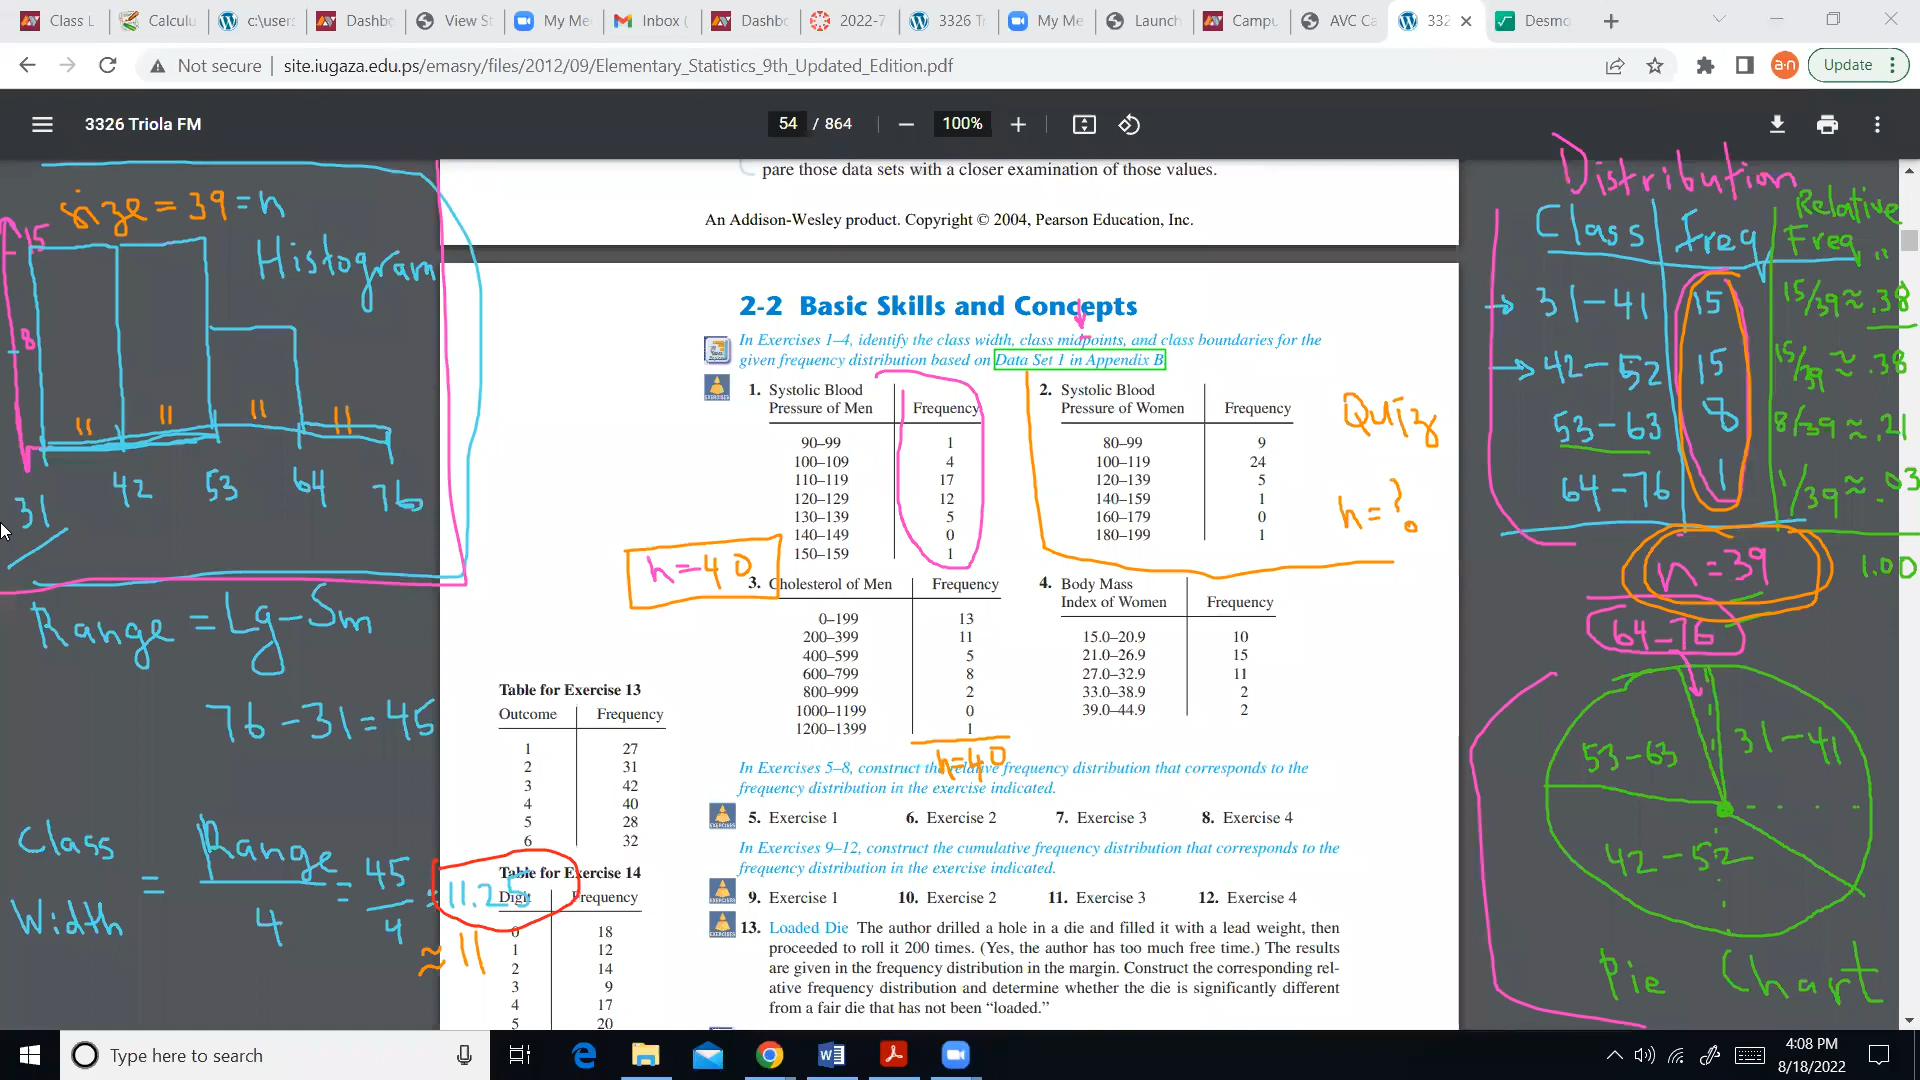 Class L
Calculu
c:\users
Dashbo
View St
My Me
Inbox (
Dashbo
2022-7
3326 Tr
My Me
Launch
Campu
AVC Ca
332
Desmo
Not secure
site.iugaza.edu.ps/emasry/files/2012/09/Elementary_Statistics_9th_Updated_Edition.pdf
a-n
Update
3326 Triola FM
54 / 864
100%
pare those data sets with a closer examination of those values.
An Addison-Wesley product. Copyright © 2004, Pearson Education, Inc.
size = 39 = n
15
Histogram
8
11 11 11 11
31 42 53 64 76
Range = Lg - Sm
76 - 31 = 45
Class Width = Range / 4 = 45 / 4 = 11.25
≈ 11
2-2 Basic Skills and Concepts
In Exercises 1–4, identify the class width, class midpoints, and class boundaries for the
given frequency distribution based on Data Set 1 in Appendix B
1. Systolic Blood
Pressure of Men Frequency
90–99 1
100–109 4
110–119 17
120–129 12
130–139 5
140–149 0
150–159 1
n = 40
2. Systolic Blood
Pressure of Women Frequency
80–99 9
100–119 24
120–139 5
140–159 1
160–179 0
180–199 1
Quiz
n = ?
3. Cholesterol of Men Frequency
0–199 13
200–399 11
400–599 5
600–799 8
800–999 2
1000–1199 0
1200–1399 1
n=40
4. Body Mass
Index of Women Frequency
15.0–20.9 10
21.0–26.9 15
27.0–32.9 11
33.0–38.9 2
39.0–44.9 2
Table for Exercise 13
Outcome Frequency
1 27
2 31
3 42
4 40
5 28
6 32
Table for Exercise 14
Digit Frequency
0 18
1 12
2 14
3 9
4 17
5 20
In Exercises 5–8, construct the relative frequency distribution that corresponds to the
frequency distribution in the exercise indicated.
5. Exercise 1 6. Exercise 2 7. Exercise 3 8. Exercise 4
In Exercises 9–12, construct the cumulative frequency distribution that corresponds to the
frequency distribution in the exercise indicated.
9. Exercise 1 10. Exercise 2 11. Exercise 3 12. Exercise 4
13. Loaded Die The author drilled a hole in a die and filled it with a lead weight, then
proceeded to roll it 200 times. (Yes, the author has too much free time.) The results
are given in the frequency distribution in the margin. Construct the corresponding rel-
ative frequency distribution and determine whether the die is significantly different
from a fair die that has not been “loaded.”
Distribution
Class Freq Relative Freq
31-41 15 15/39 ≈ .38
42-52 15 15/39 ≈ .38
53-63 8 8/39 ≈ .21
64-76 1 1/39 ≈ .03
n = 39 1.00
64-76
53-63 31-41
42-52
Pie Chart
Type here to search
4:08 PM
8/18/2022